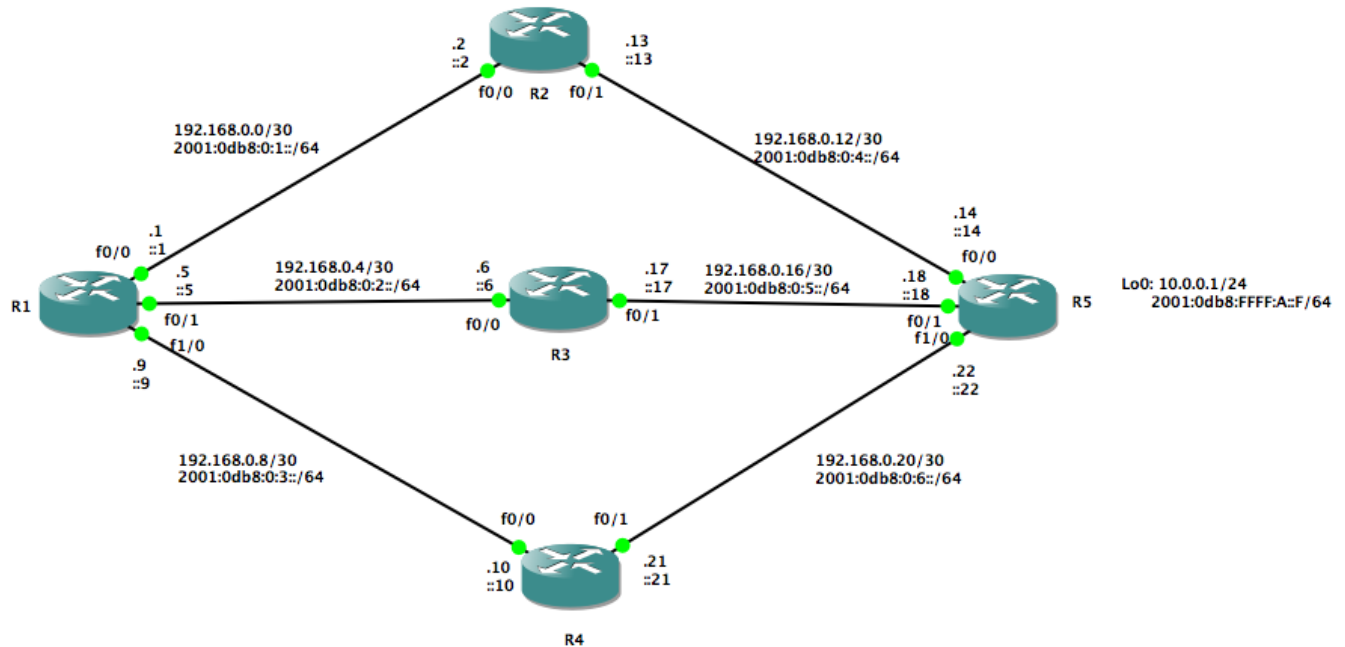 .2
::2
.13
::13
f0/0
R2
f0/1
192.168.0.0/30
2001:0db8:0:1::/64
192.168.0.12/30
2001:0db8:0:4::/64
.14
::14
f0/0
f0/0
.1
::1
R1
.5
::5
f0/1
192.168.0.4/30
2001:0db8:0:2::/64
.6
::6
f0/0
R3
.17
::17
f0/1
192.168.0.16/30
2001:0db8:0:5::/64
.18
::18
f0/1
f1/0
R5
Lo0: 10.0.0.1/24
2001:0db8:FFFF:A::F/64
f1/0
.9
::9
.22
::22
192.168.0.8/30
2001:0db8:0:3::/64
192.168.0.20/30
2001:0db8:0:6::/64
f0/0
f0/1
.10
::10
.21
::21
R4